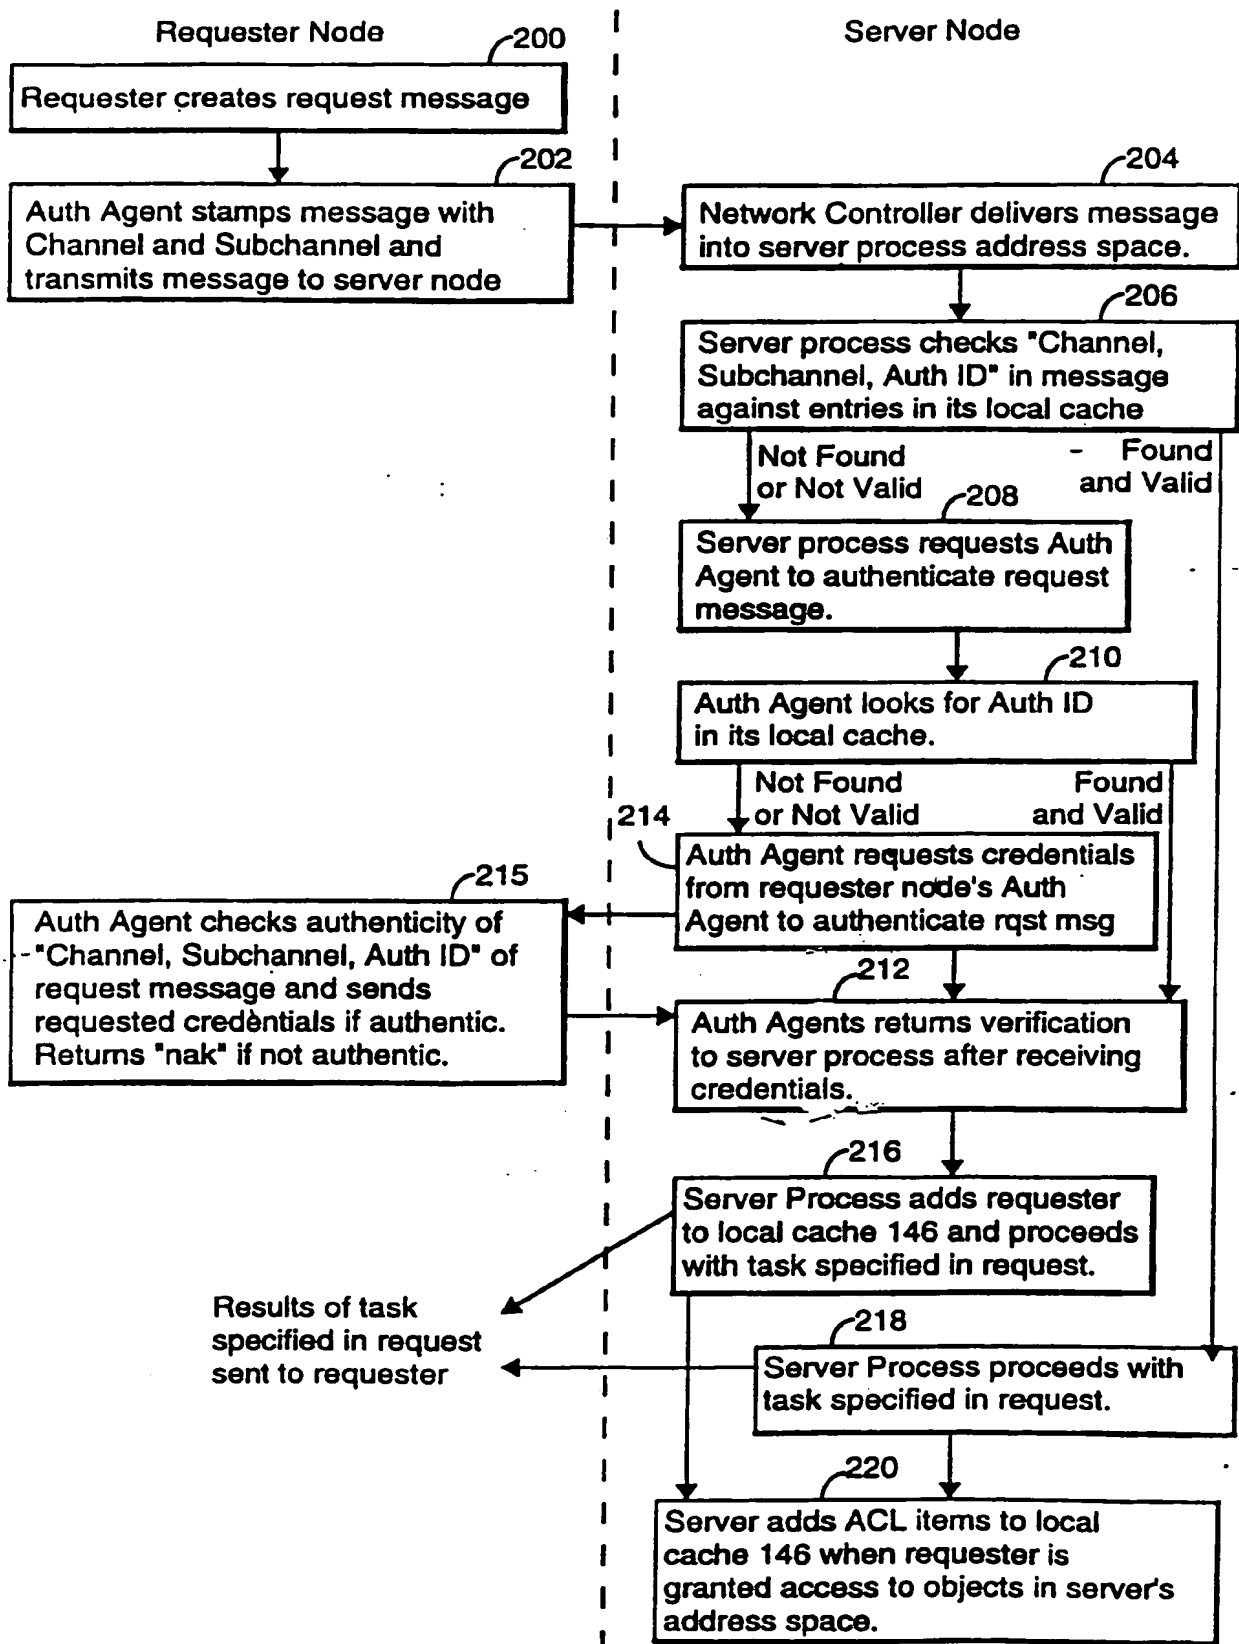 Requester Node
Server Node
200
Requester creates request message
202
Auth Agent stamps message with
Channel and Subchannel and
transmits message to server node
204
Network Controller delivers message
into server process address space.
206
Server process checks "Channel,
Subchannel, Auth ID" in message
against entries in its local cache
Not Found
or Not Valid
Found
and Valid
208
Server process requests Auth
Agent to authenticate request
message.
210
Auth Agent looks for Auth ID
in its local cache.
Not Found
or Not Valid
Found
and Valid
214
Auth Agent requests credentials
from requester node's Auth
Agent to authenticate rqst msg
215
Auth Agent checks authenticity of
"Channel, Subchannel, Auth ID" of
request message and sends
requested credentials if authentic.
Returns "nak" if not authentic.
212
Auth Agents returns verification
to server process after receiving
credentials.
216
Server Process adds requester
to local cache 146 and proceeds
with task specified in request.
Results of task
specified in request
sent to requester
218
Server Process proceeds with
task specified in request.
220
Server adds ACL items to local
cache 146 when requester is
granted access to objects in server's
address space.